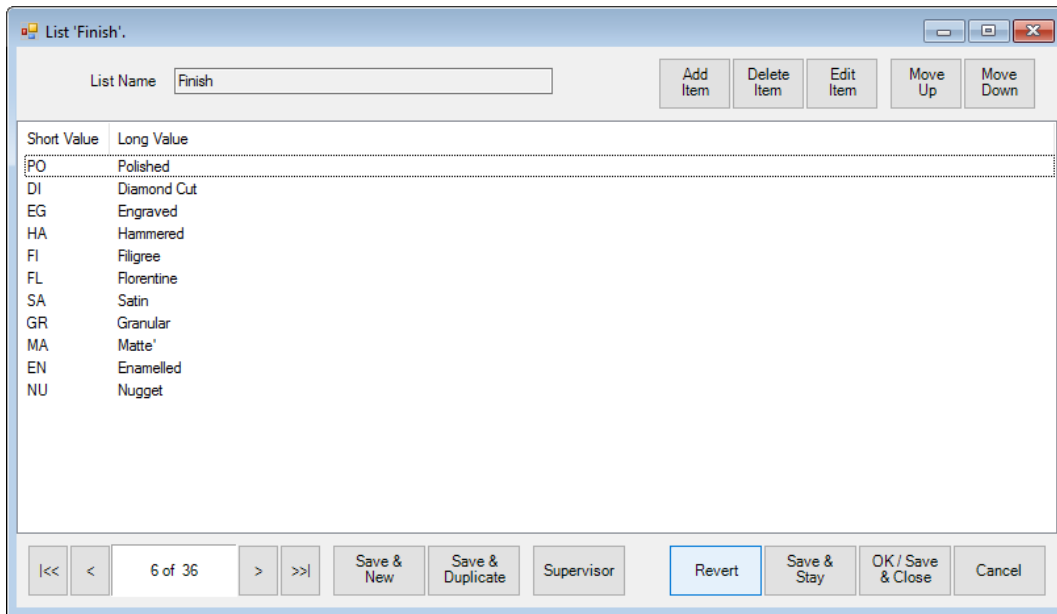 List 'Finish'.
List Name Finish
Add Item Delete Item Edit Item Move Up Move Down
Short Value Long Value
PO Polished
DI Diamond Cut
EG Engraved
HA Hammered
FI Filigree
FL Florentine
SA Satin
GR Granular
MA Matte'
EN Enamelled
NU Nugget
|<< < 6 of 36 > >>| Save & New Save & Duplicate Supervisor Revert Save & Stay OK / Save & Close Cancel